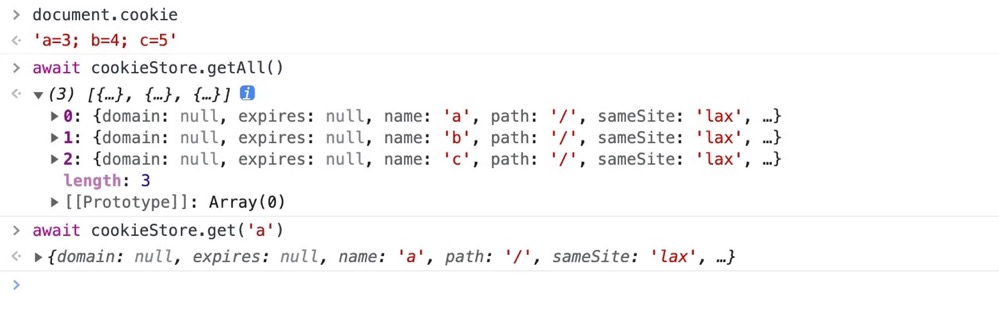 document.cookie
'a=3; b=4; c=5'
await cookieStore.getAll()
(3) [{…}, {…}, {…}] i
0: {domain: null, expires: null, name: 'a', path: '/', sameSite: 'lax', …}
1: {domain: null, expires: null, name: 'b', path: '/', sameSite: 'lax', …}
2: {domain: null, expires: null, name: 'c', path: '/', sameSite: 'lax', …}
length: 3
[[Prototype]]: Array(0)
await cookieStore.get('a')
{domain: null, expires: null, name: 'a', path: '/', sameSite: 'lax', …}